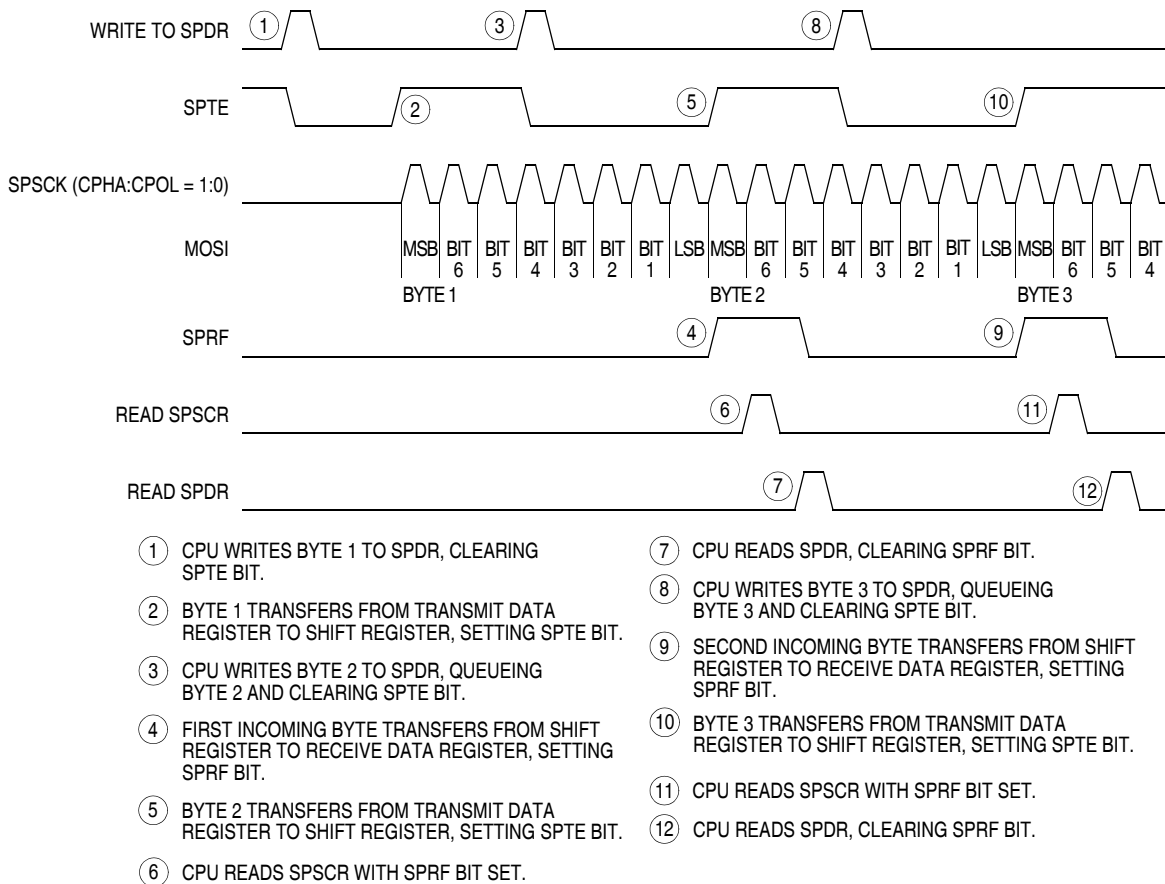 WRITE TO SPDR 1 3 8
SPTE 2 5 10
SPSCK (CPHA:CPOL = 1:0)
MOSI MSB BIT 6 BIT 5 BIT 4 BIT 3 BIT 2 BIT 1 LSB MSB BIT 6 BIT 5 BIT 4 BIT 3 BIT 2 BIT 1 LSB MSB BIT 6 BIT 5 BIT 4
BYTE 1 BYTE 2 BYTE 3
SPRF 4 9
READ SPSCR 6 11
READ SPDR 7 12
1 CPU WRITES BYTE 1 TO SPDR, CLEARING
SPTE BIT.
2 BYTE 1 TRANSFERS FROM TRANSMIT DATA
REGISTER TO SHIFT REGISTER, SETTING SPTE BIT.
3 CPU WRITES BYTE 2 TO SPDR, QUEUEING
BYTE 2 AND CLEARING SPTE BIT.
4 FIRST INCOMING BYTE TRANSFERS FROM SHIFT
REGISTER TO RECEIVE DATA REGISTER, SETTING
SPRF BIT.
5 BYTE 2 TRANSFERS FROM TRANSMIT DATA
REGISTER TO SHIFT REGISTER, SETTING SPTE BIT.
6 CPU READS SPSCR WITH SPRF BIT SET.
7 CPU READS SPDR, CLEARING SPRF BIT.
8 CPU WRITES BYTE 3 TO SPDR, QUEUEING
BYTE 3 AND CLEARING SPTE BIT.
9 SECOND INCOMING BYTE TRANSFERS FROM SHIFT
REGISTER TO RECEIVE DATA REGISTER, SETTING
SPRF BIT.
10 BYTE 3 TRANSFERS FROM TRANSMIT DATA
REGISTER TO SHIFT REGISTER, SETTING SPTE BIT.
11 CPU READS SPSCR WITH SPRF BIT SET.
12 CPU READS SPDR, CLEARING SPRF BIT.